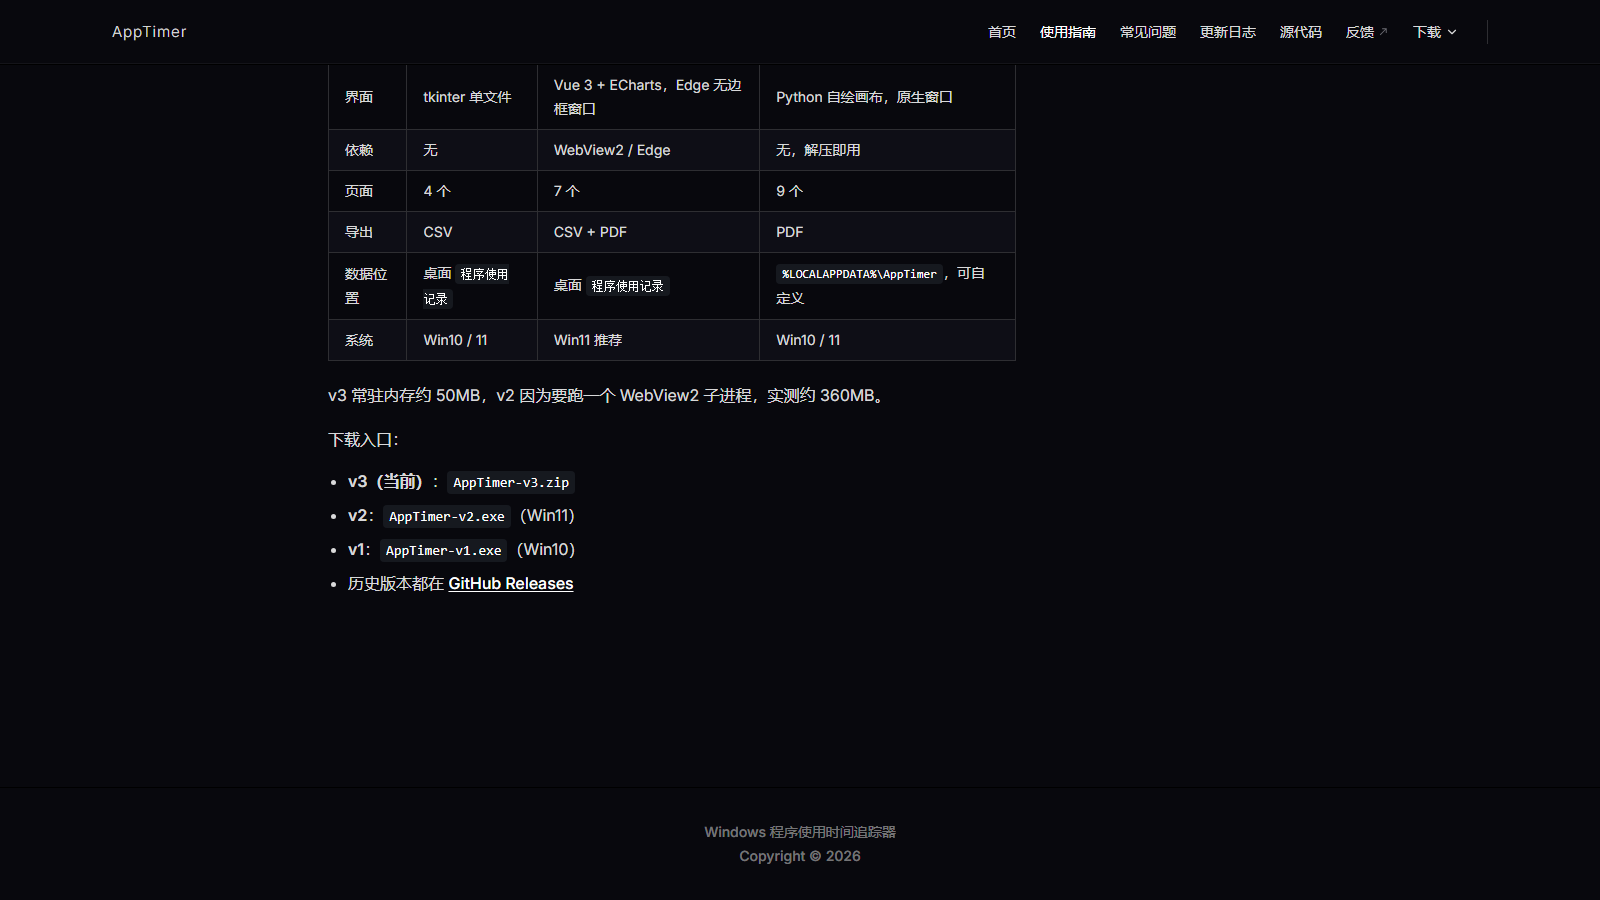 AppTimer
首页 使用指南 常见问题 更新日志 源代码 反馈↗ 下载
界面 tkinter 单文件 Vue 3 + ECharts，Edge 无边框窗口 Python 自绘画布，原生窗口
依赖 无 WebView2 / Edge 无，解压即用
页面 4 个 7 个 9 个
导出 CSV CSV + PDF PDF
数据位置 桌面 程序使用记录 桌面 程序使用记录 %LOCALAPPDATA%\AppTimer，可自定义
系统 Win10 / 11 Win11 推荐 Win10 / 11
v3 常驻内存约 50MB，v2 因为要跑一个 WebView2 子进程，实测约 360MB。
下载入口：
• v3（当前）：AppTimer-v3.zip
• v2：AppTimer-v2.exe（Win11）
• v1：AppTimer-v1.exe（Win10）
• 历史版本都在 GitHub Releases
Windows 程序使用时间追踪器
Copyright © 2026